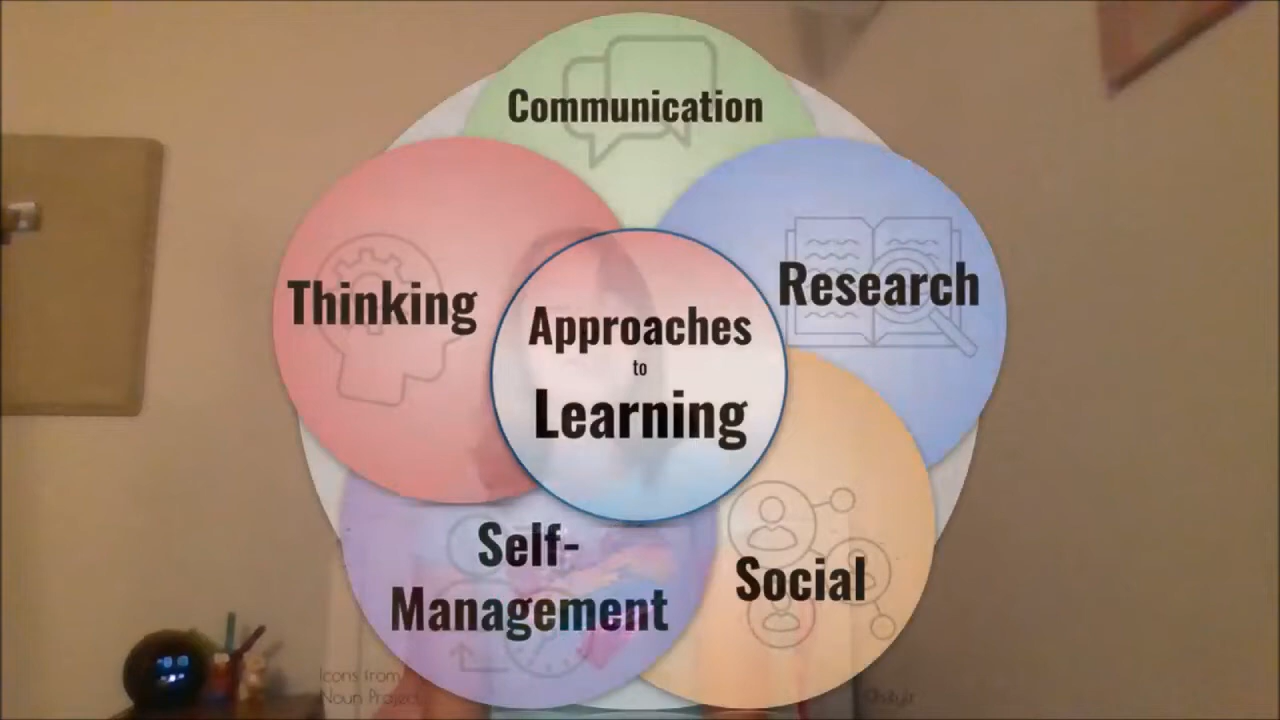 Communication
Thinking
Research
Approaches
to
Learning
Self-
Management
Social
Icons from
Noun Project